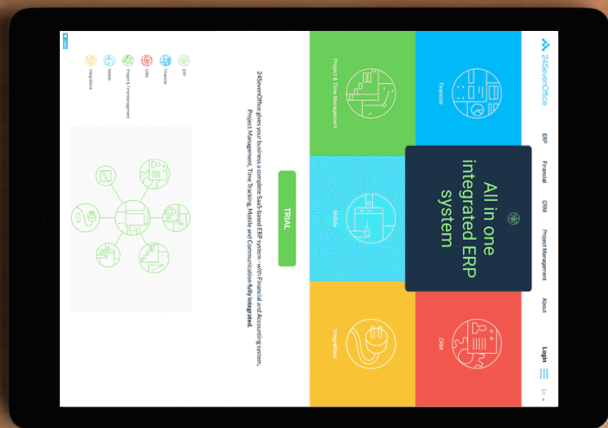 24SevenOffice
ERP
Financial
CRM
Project Management
About
Login
En
Financial
All in one
integrated ERP
system
CRM
Project & Time Management
Mobile
Integrations
TRIAL
24SevenOffice gives your business a complete SaaS-based ERP system - with Financial and Accounting system,
Project Management, Time Tracking, Mobile and Communication fully integrated.
ERP
Financial
CRM
Project & Time Management
Mobile
Integrations